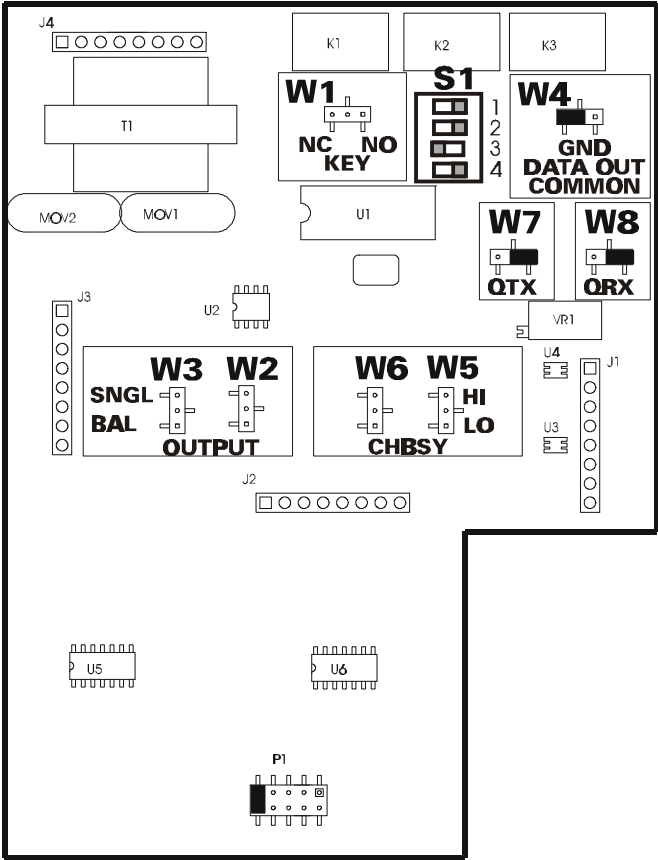 J4
K1
K2
K3
S1
W1
NC NO
KEY
1
2
3
4
W4
GND
DATA OUT
COMMON
T1
MOV2
MOV1
U1
W7
QTX
W8
QRX
J3
U2
VR1
U4
J1
W3 W2
SNGL
BAL
OUTPUT
W6 W5
HI
LO
CHBSY
U3
J2
U5
U6
P1